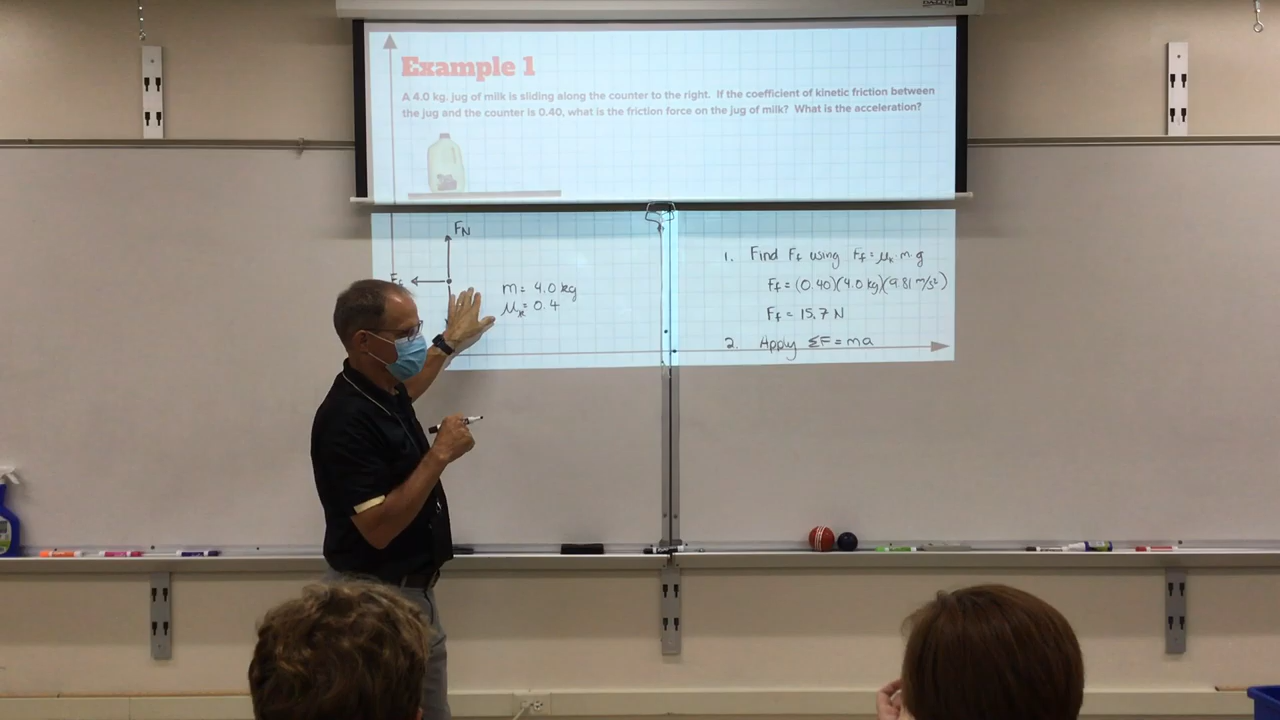 Example 1
A 4.0 kg. jug of milk is sliding along the counter to the right. If the coefficient of kinetic friction between
the jug and the counter is 0.40, what is the friction force on the jug of milk? What is the acceleration?
FN
Ff
m = 4.0 kg
μk = 0.4
1. Find Ff using Ff = μk·m·g
Ff = (0.40)(4.0 kg)(9.81 m/s²)
Ff = 15.7 N
2. Apply ΣF = ma